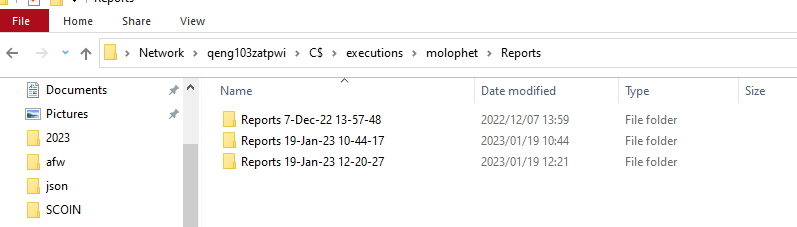 Reports
File Home Share View
Network qeng103zatpwi C$ executions molophet Reports
Documents
Pictures
2023
afw
json
SCOIN
Name Date modified Type Size
Reports 7-Dec-22 13-57-48 2022/12/07 13:59 File folder
Reports 19-Jan-23 10-44-17 2023/01/19 10:44 File folder
Reports 19-Jan-23 12-20-27 2023/01/19 12:21 File folder